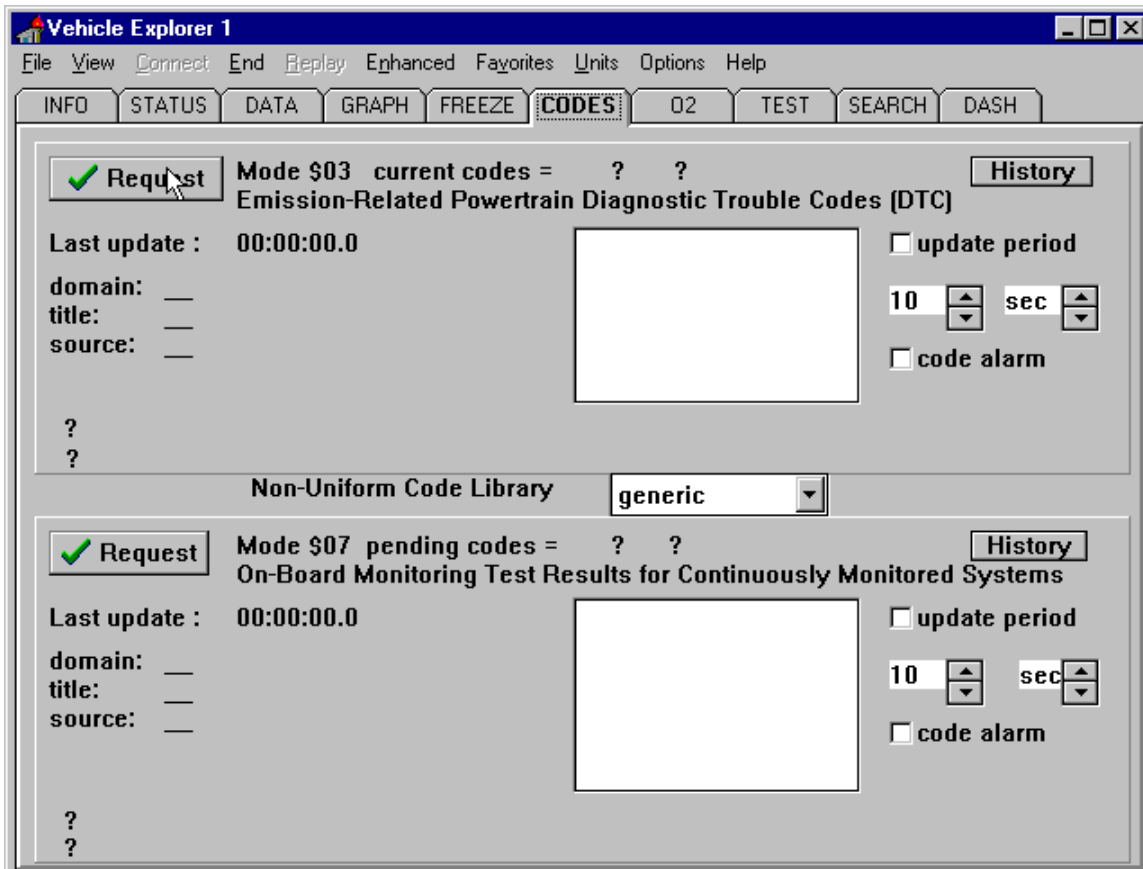 Vehicle Explorer 1
File View Connect End Replay Enhanced Favorites Units Options Help
INFO STATUS DATA GRAPH FREEZE CODES O2 TEST SEARCH DASH
Request Mode $03 current codes = ? ? History
Emission-Related Powertrain Diagnostic Trouble Codes (DTC)
Last update : 00:00:00.0 update period
domain: __
title: __ 10 sec
source: __
code alarm
?
?
Non-Uniform Code Library generic
Request Mode $07 pending codes = ? ? History
On-Board Monitoring Test Results for Continuously Monitored Systems
Last update : 00:00:00.0 update period
domain: __
title: __ 10 sec
source: __
code alarm
?
?